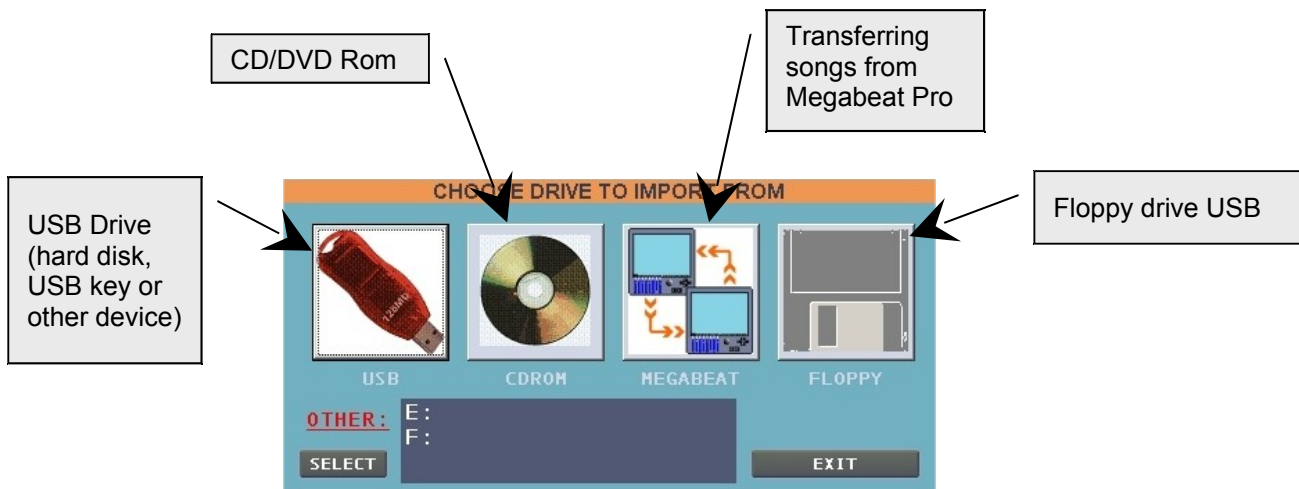 CD/DVD Rom
Transferring
songs from
Megabeat Pro
USB Drive
(hard disk,
USB key or
other device)
Floppy drive USB
CHOOSE DRIVE TO IMPORT FROM
128MB
USB
CDROM
MEGABEAT
FLOPPY
OTHER:
E:
F:
SELECT
EXIT